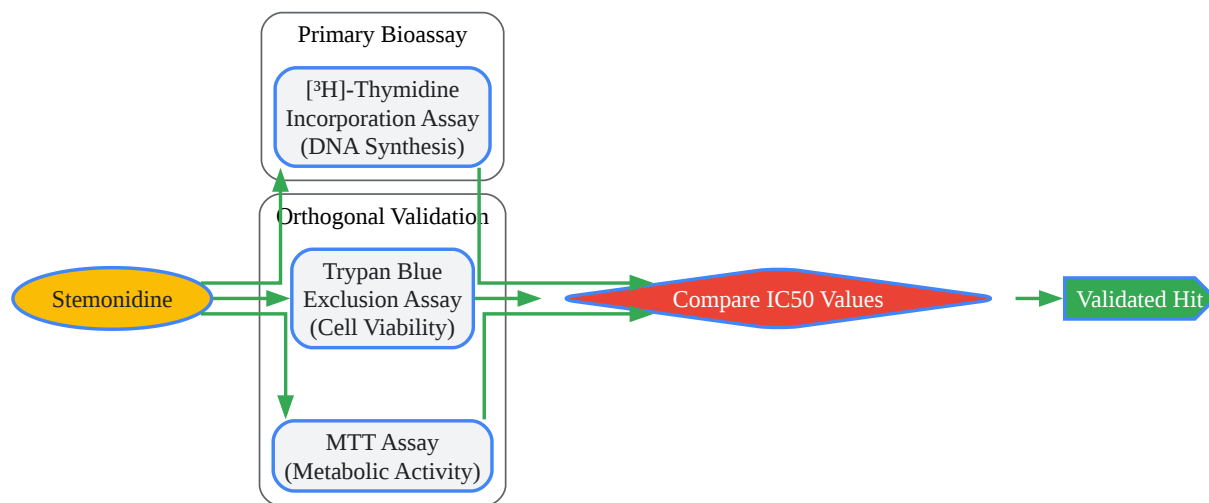 Primary Bioassay
[³H]-Thymidine
Incorporation Assay
(DNA Synthesis)
Orthogonal Validation
Stemonidine
Trypan Blue
Exclusion Assay
(Cell Viability)
Compare IC50 Values
Validated Hit
MTT Assay
(Metabolic Activity)